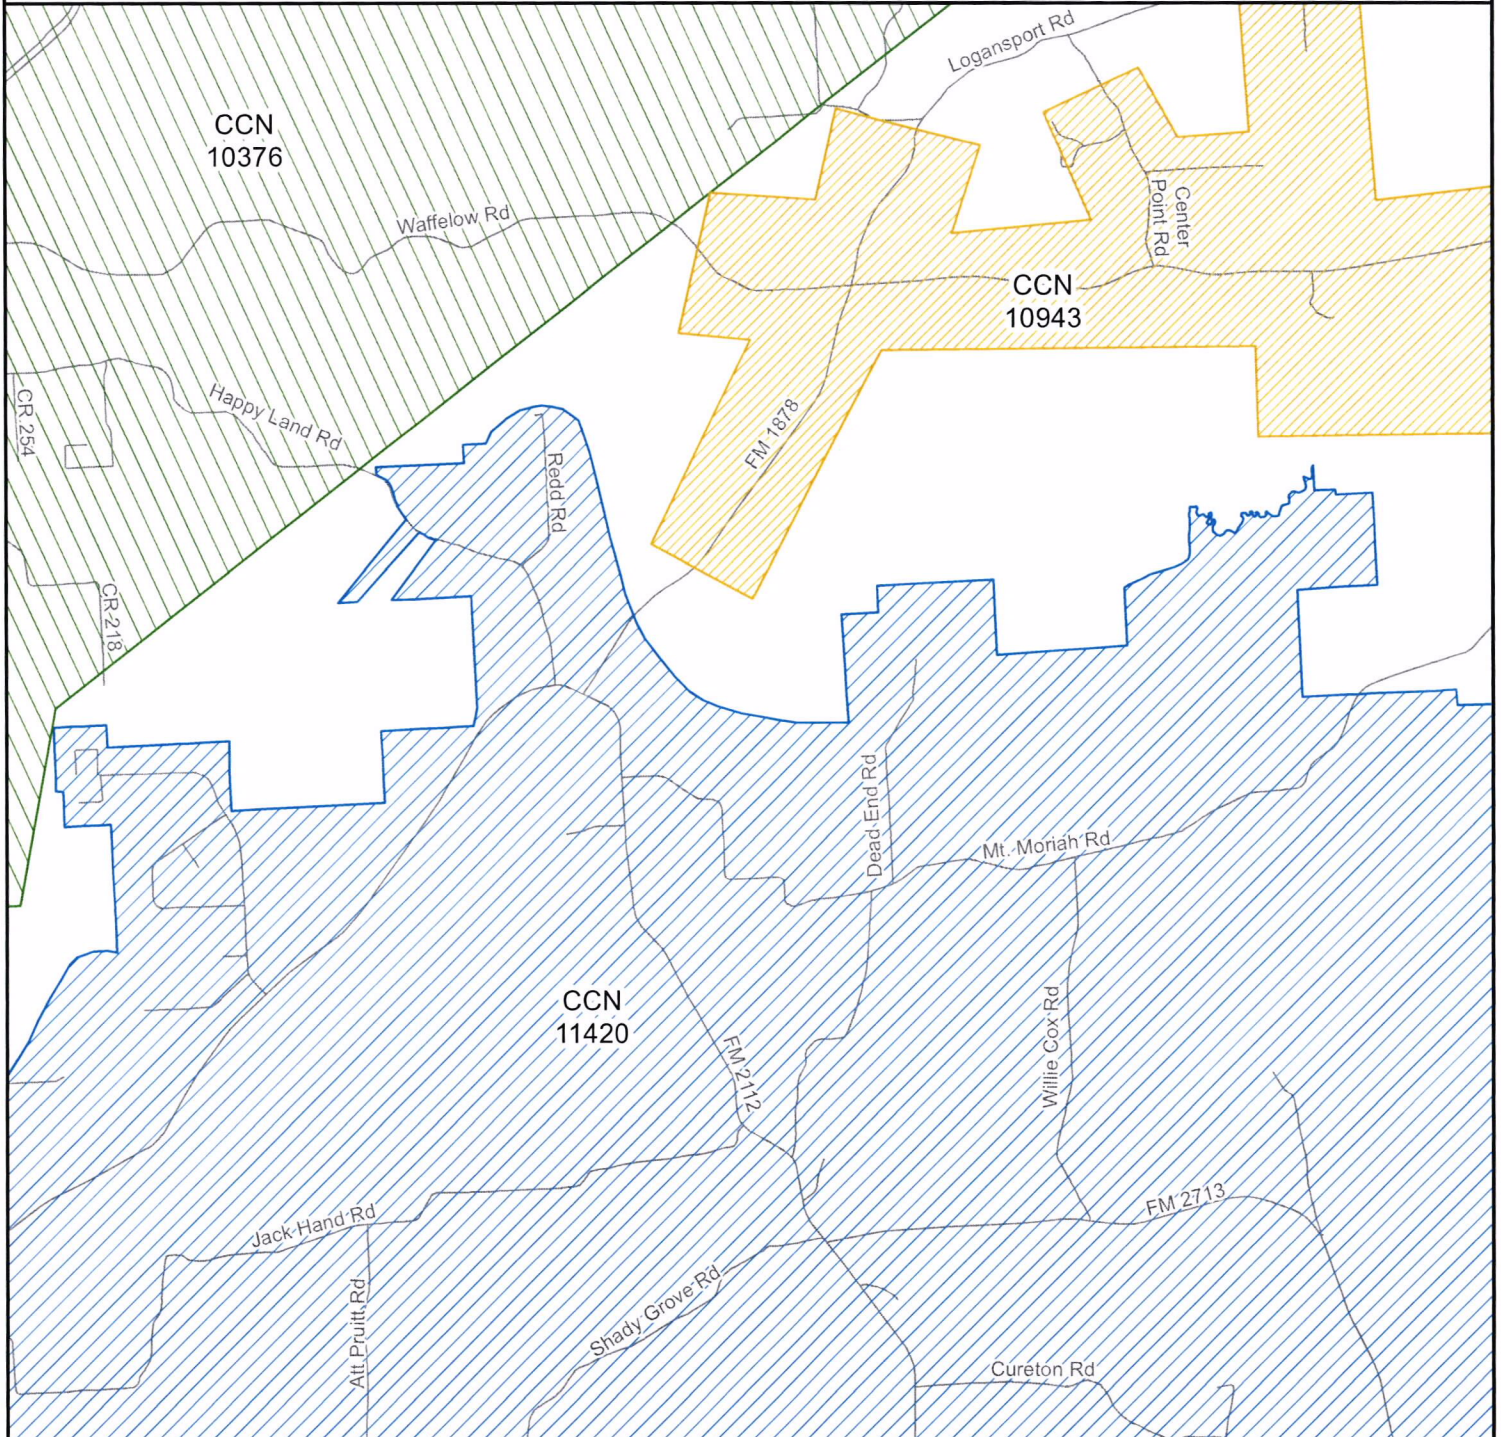 Logansport Rd
CCN
10376
Waffelow Rd
Center
Point Rd
CCN
10943
Happy Land Rd
CR 254
FM 1878
Redd Rd
CR 218
Dead End Rd
Mt. Moriah Rd
CCN
11420
Willie Cox Rd
FM 2112
FM 2713
Jack Hand Rd
Att Pruitt Rd
Shady Grove Rd
Cureton Rd